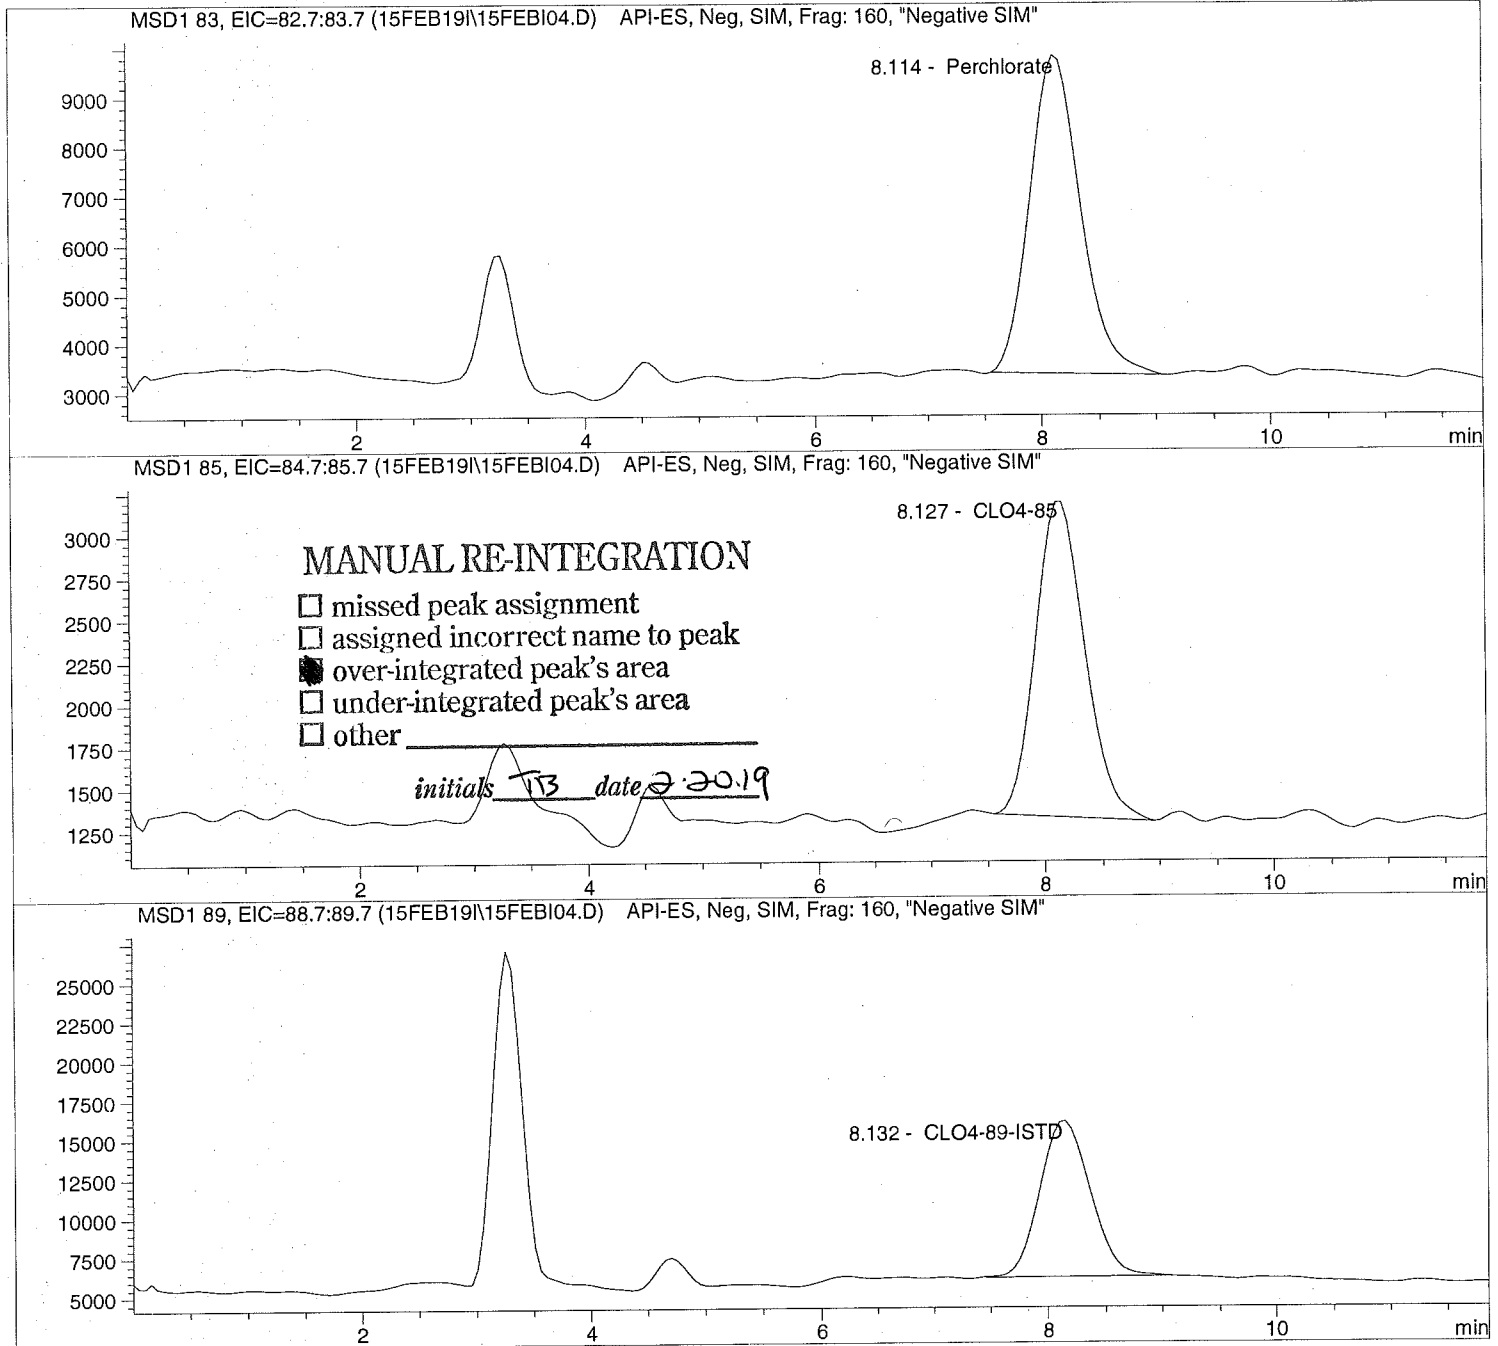 MSD1 83, EIC=82.7:83.7 (15FEB19I\15FEBI04.D) API-ES, Neg, SIM, Frag: 160, "Negative SIM"
8.114 - Perchlorate
9000
8000
7000
6000
5000
4000
3000
2 4 6 8 10 min
MSD1 85, EIC=84.7:85.7 (15FEB19I\15FEBI04.D) API-ES, Neg, SIM, Frag: 160, "Negative SIM"
8.127 - CLO4-85
3000
2750
2500
2250
2000
1750
1500
1250
MANUAL RE-INTEGRATION
missed peak assignment
assigned incorrect name to peak
over-integrated peak's area
under-integrated peak's area
other
initials TB date 2.20.19
2 4 6 8 10 min
MSD1 89, EIC=88.7:89.7 (15FEB19I\15FEBI04.D) API-ES, Neg, SIM, Frag: 160, "Negative SIM"
25000
22500
20000
17500
15000
12500
10000
7500
5000
8.132 - CLO4-89-ISTD
2 4 6 8 10 min